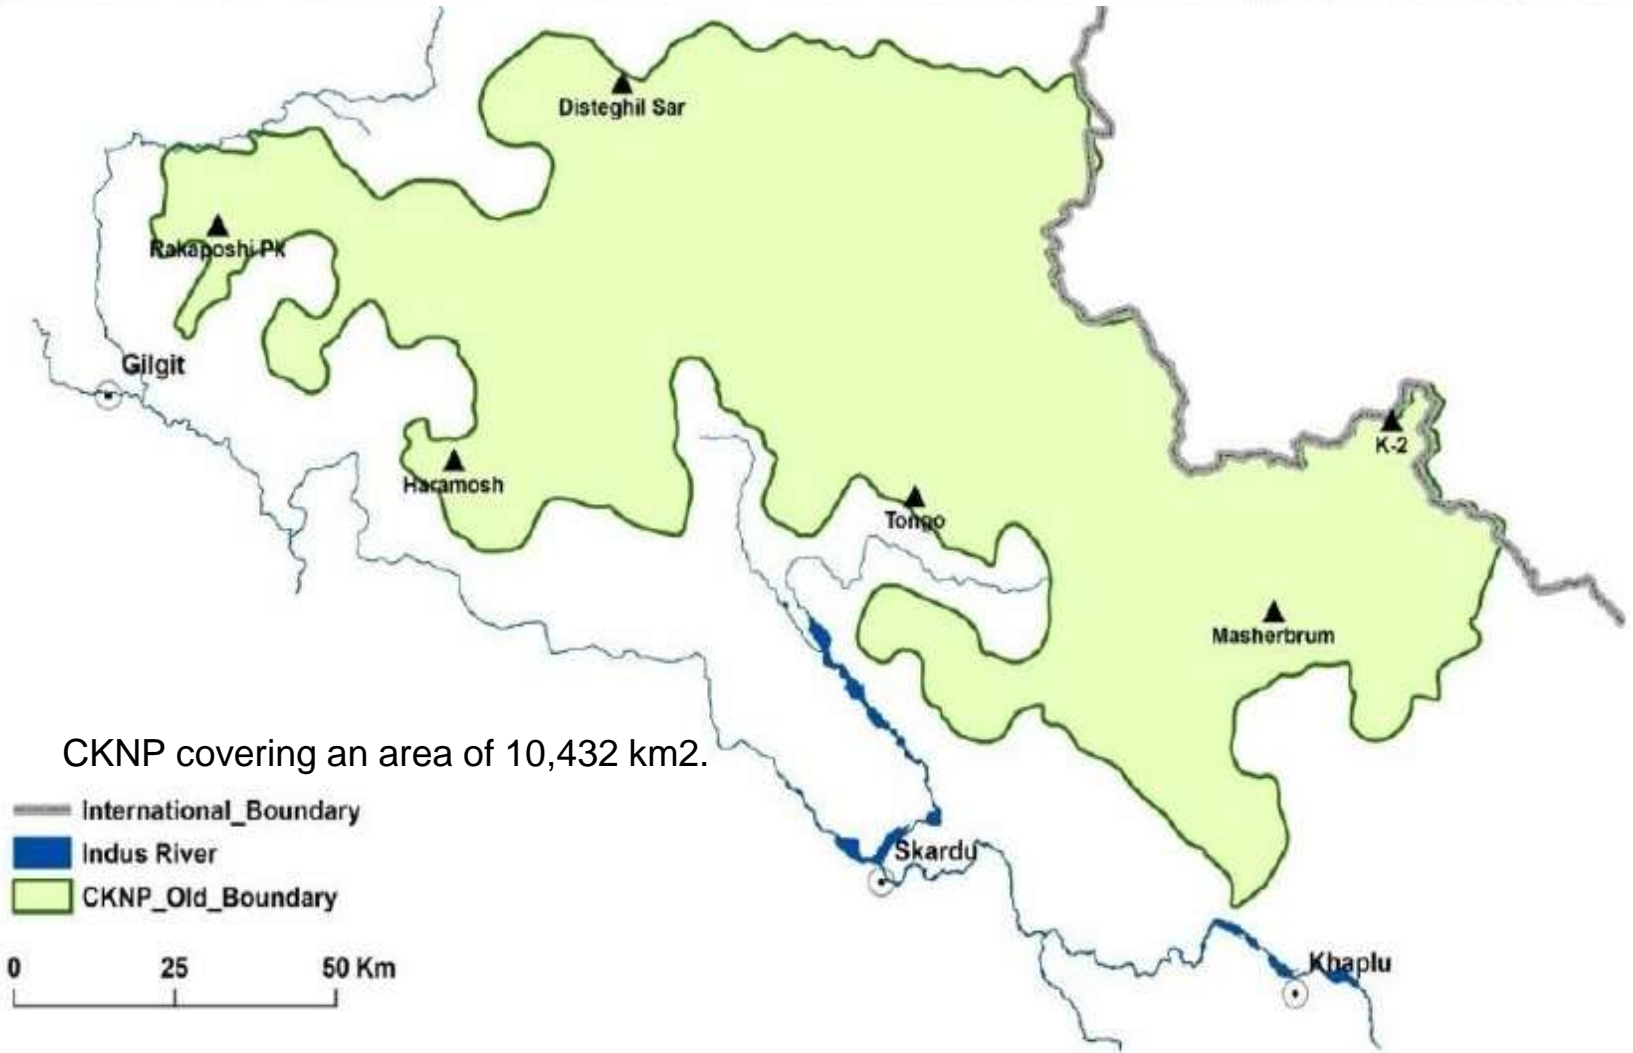 Disteghil Sar
Rakaposhi Pk
Gilgit
K-2
Haramosh
Tongo
Masherbrum
CKNP covering an area of 10,432 km2.
International_Boundary
Indus River
CKNP_Old_Boundary
Skardu
0 25 50 Km
Khaplu